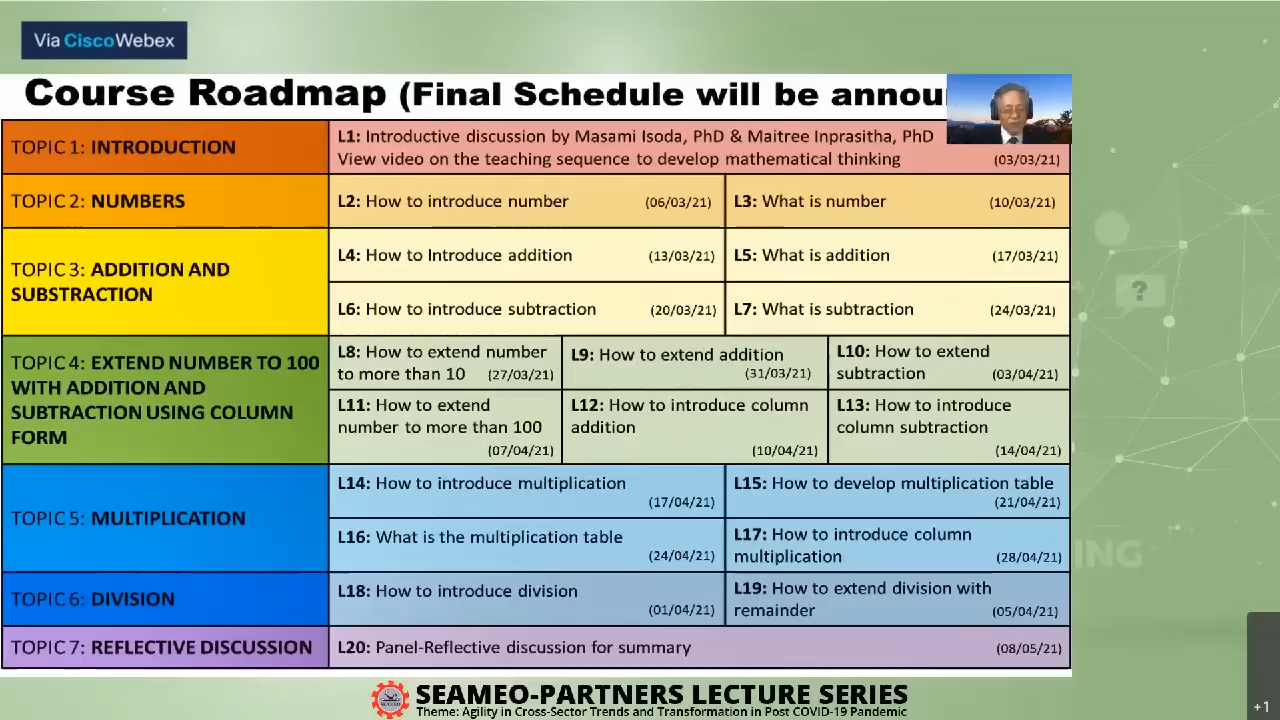 Via CiscoWebex
Course Roadmap (Final Schedule will be annou
TOPIC 1: INTRODUCTION
L1: Introductive discussion by Masami Isoda, PhD & Maitree Inprasitha, PhD
View video on the teaching sequence to develop mathematical thinking (03/03/21)
TOPIC 2: NUMBERS
L2: How to introduce number (06/03/21)
L3: What is number (10/03/21)
TOPIC 3: ADDITION AND
SUBSTRACTION
L4: How to Introduce addition (13/03/21)
L5: What is addition (17/03/21)
L6: How to introduce subtraction (20/03/21)
L7: What is subtraction (24/03/21)
TOPIC 4: EXTEND NUMBER TO 100
WITH ADDITION AND
SUBTRACTION USING COLUMN
FORM
L8: How to extend number
to more than 10 (27/03/21)
L9: How to extend addition
(31/03/21)
L10: How to extend
subtraction (03/04/21)
L11: How to extend
number to more than 100
(07/04/21)
L12: How to introduce column
addition
(10/04/21)
L13: How to introduce
column subtraction
(14/04/21)
TOPIC 5: MULTIPLICATION
L14: How to introduce multiplication
(17/04/21)
L15: How to develop multiplication table
(21/04/21)
L16: What is the multiplication table
(24/04/21)
L17: How to introduce column
multiplication (28/04/21)
TOPIC 6: DIVISION
L18: How to introduce division
(01/04/21)
L19: How to extend division with
remainder (05/04/21)
TOPIC 7: REFLECTIVE DISCUSSION
L20: Panel-Reflective discussion for summary (08/05/21)
?
ING
SEAMEO-PARTNERS LECTURE SERIES
Theme: Agility in Cross-Sector Trends and Transformation in Post COVID-19 Pandemic
+1